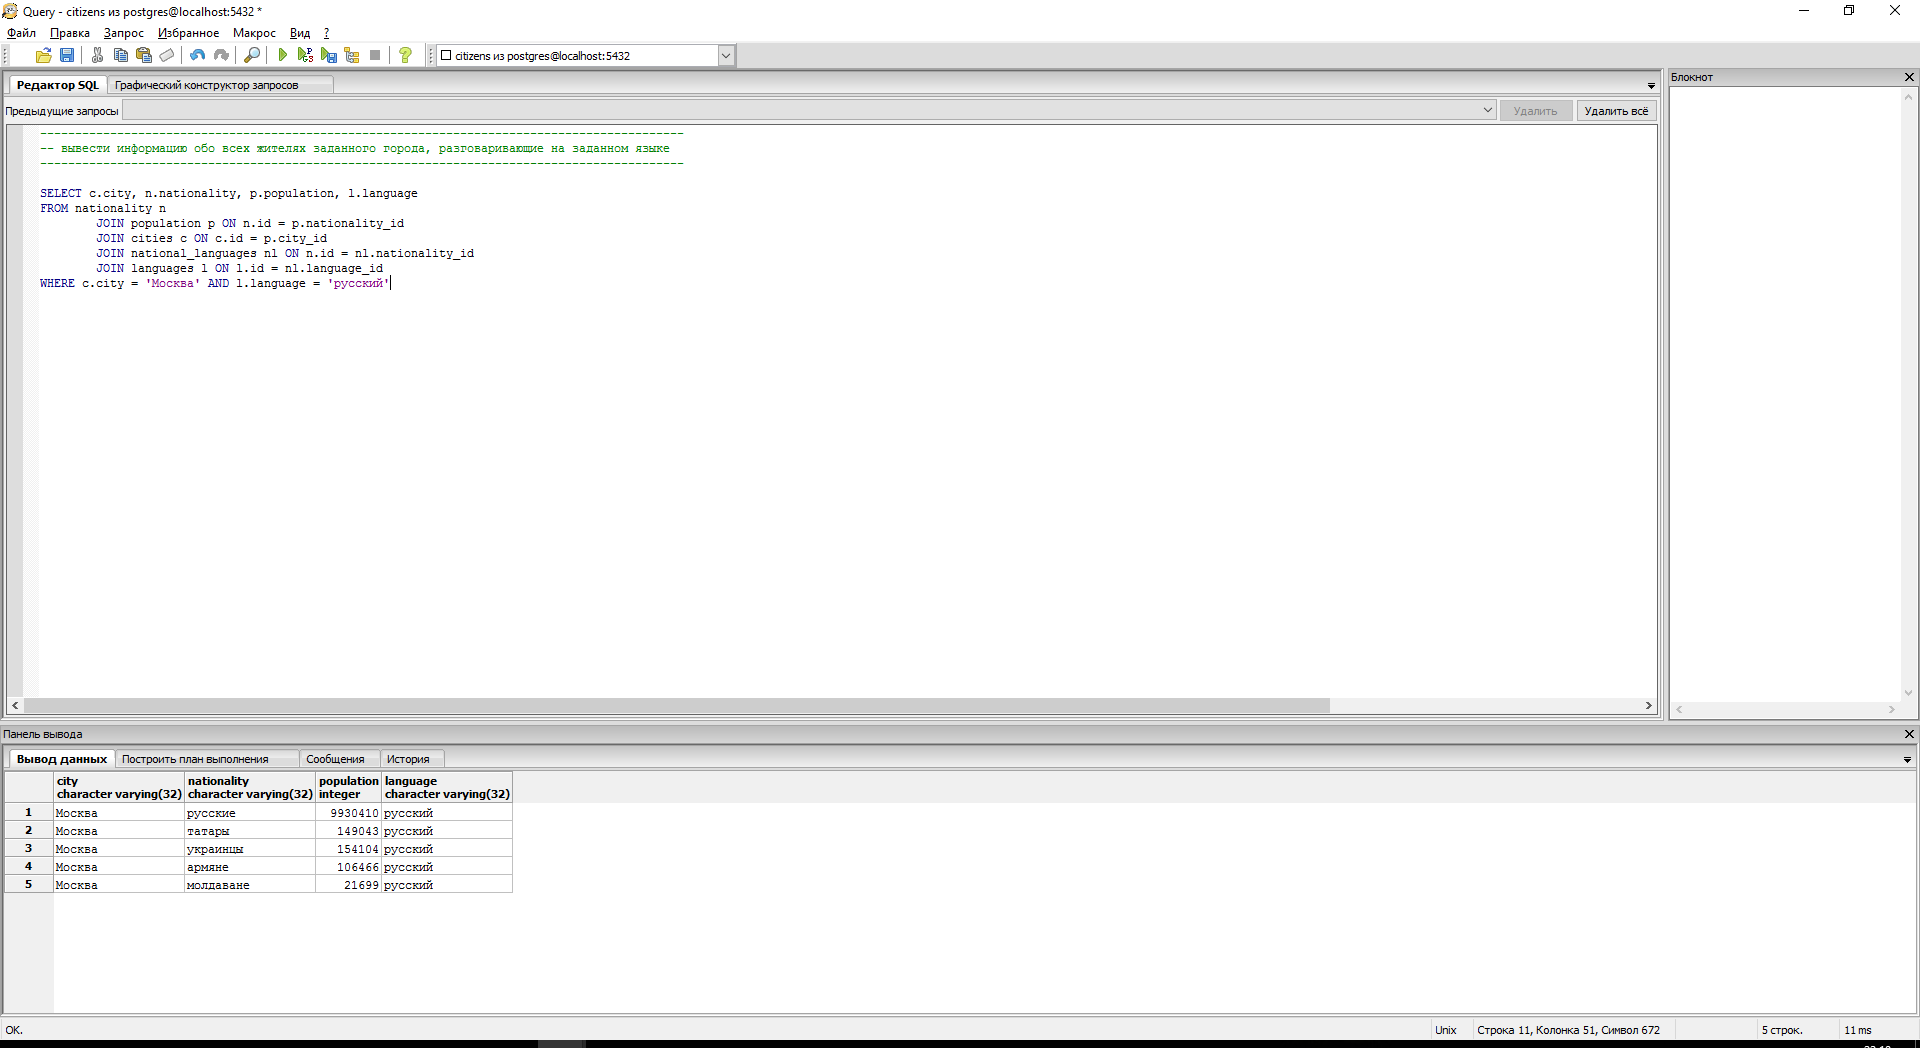 Query - citizens из postgres@localhost:5432 *
Файл Правка Запрос Избранное Макрос Вид ?
citizens из postgres@localhost:5432
Редактор SQL Графический конструктор запросов
Блокнот
Предыдущие запросы Удалить Удалить всё
--------------------------------------------------------------------------------------------
-- вывести информацию обо всех жителях заданного города, разговаривающие на заданном языке
--------------------------------------------------------------------------------------------
SELECT c.city, n.nationality, p.population, l.language
FROM nationality n
JOIN population p ON n.id = p.nationality_id
JOIN cities c ON c.id = p.city_id
JOIN national_languages nl ON n.id = nl.nationality_id
JOIN languages l ON l.id = nl.language_id
WHERE c.city = 'Москва' AND l.language = 'русский'
Панель вывода
Вывод данных Построить план выполнения Сообщения История
city nationality population language
character varying(32) character varying(32) integer character varying(32)
1 Москва русские 9930410 русский
2 Москва татары 149043 русский
3 Москва украинцы 154104 русский
4 Москва армяне 106466 русский
5 Москва молдаване 21699 русский
OK. Unix Строка 11, Колонка 51, Символ 672 5 строк. 11 ms